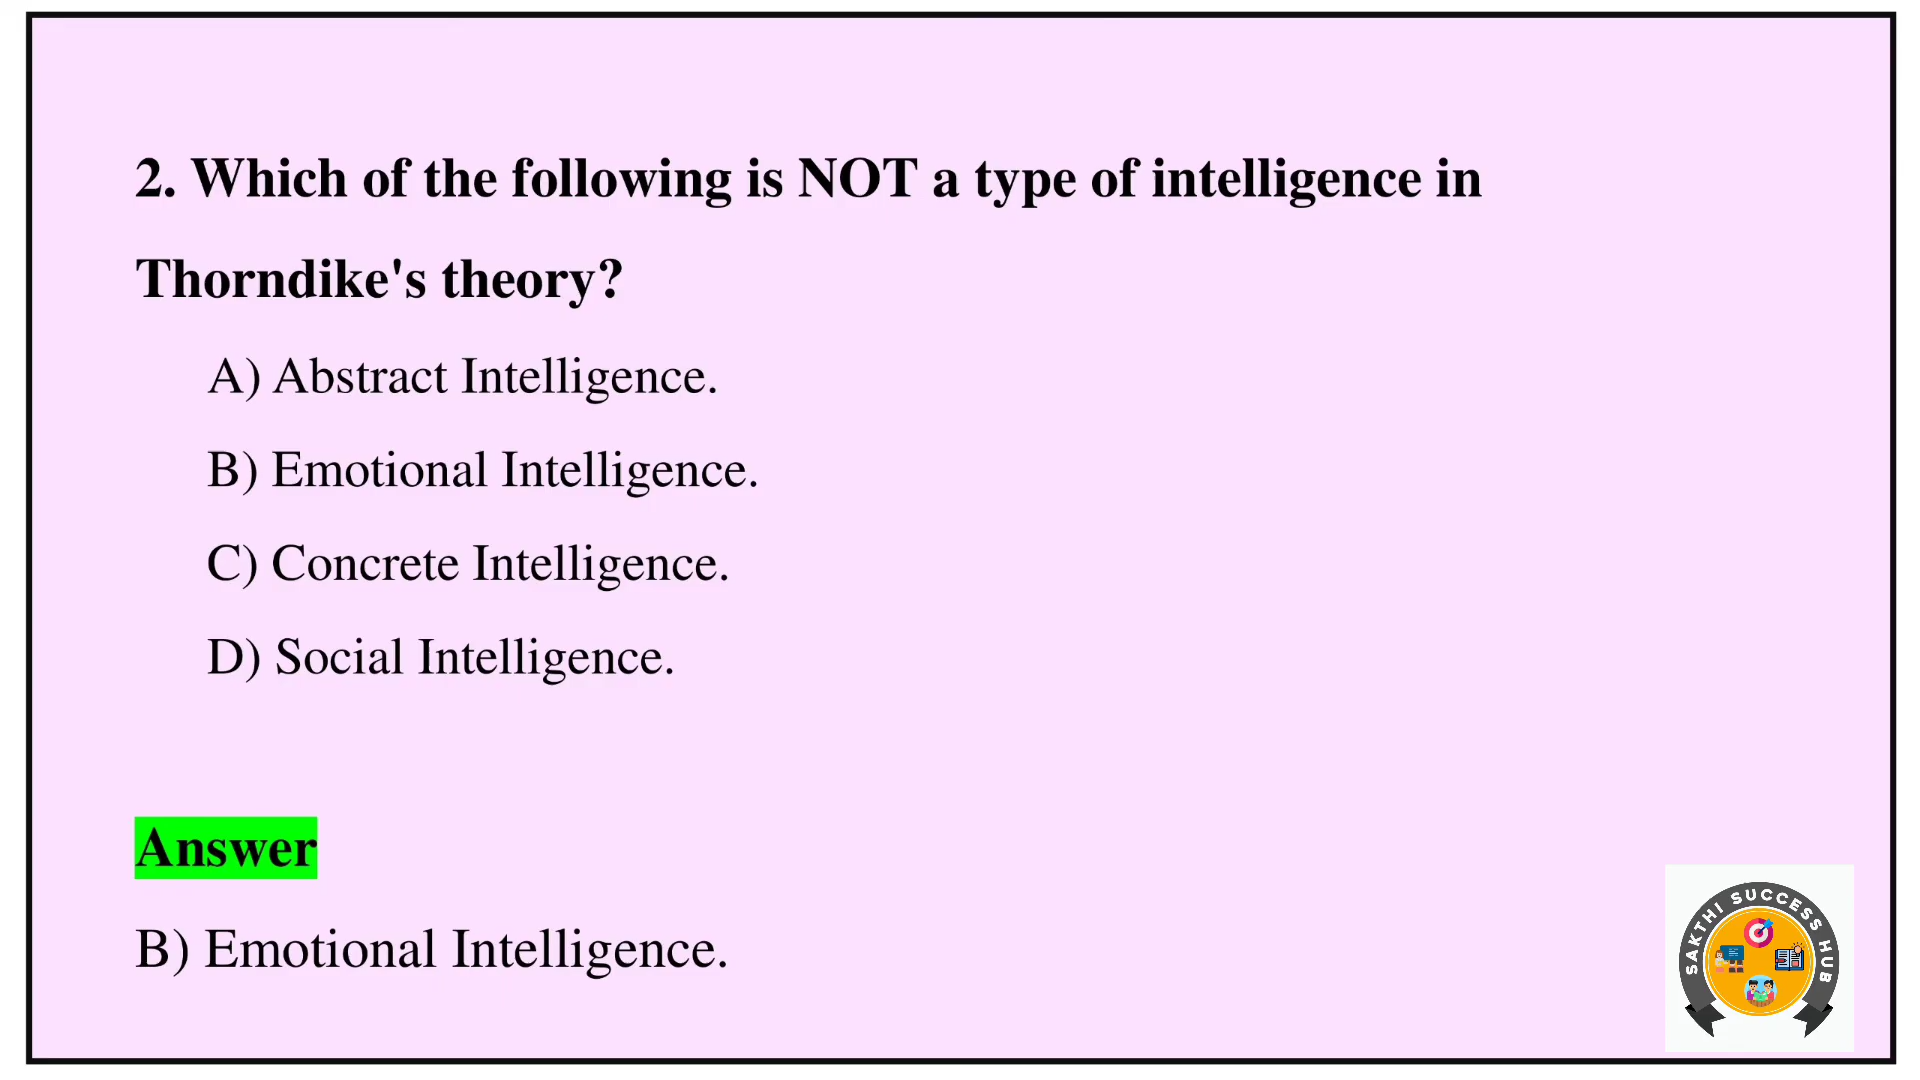 2. Which of the following is NOT a type of intelligence in
Thorndike's theory?
A) Abstract Intelligence.
B) Emotional Intelligence.
C) Concrete Intelligence.
D) Social Intelligence.
Answer
B) Emotional Intelligence.
SAKTHI SUCCESS HUB